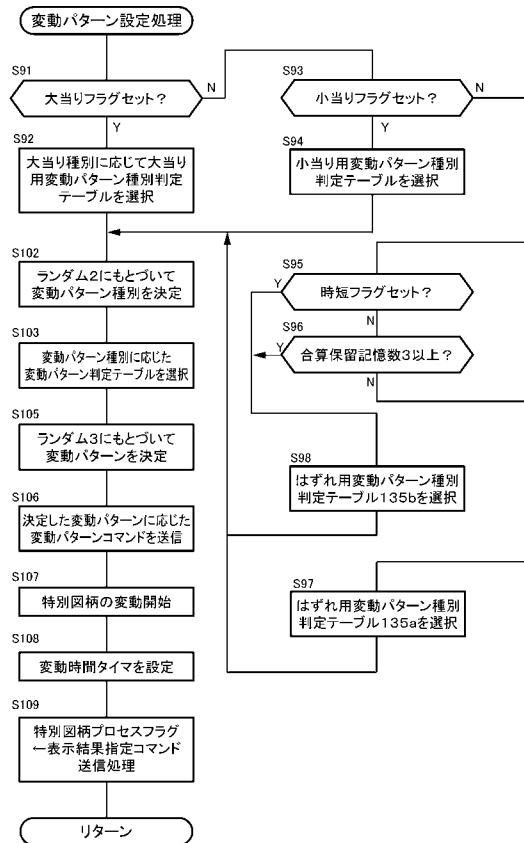 変動パターン設定処理
S91
大当りフラグセット?
N
Y
S92
大当り種別に応じて大当り
用変動パターン種別判定
テーブルを選択
S93
小当りフラグセット?
N
Y
S94
小当り用変動パターン種別
判定テーブルを選択
S95
Y
時短フラグセット?
N
S96
Y
合算保留記憶数3以上?
N
S98
はずれ用変動パターン種別
判定テーブル135bを選択
S97
はずれ用変動パターン種別
判定テーブル135aを選択
S102
ランダム2にもとづいて
変動パターン種別を決定
S103
変動パターン種別に応じた
変動パターン判定テーブルを選択
S105
ランダム3にもとづいて
変動パターンを決定
S106
決定した変動パターンに応じた
変動パターンコマンドを送信
S107
特別図柄の変動開始
S108
変動時間タイマを設定
S109
特別図柄プロセスフラグ
←表示結果指定コマンド
送信処理
リターン